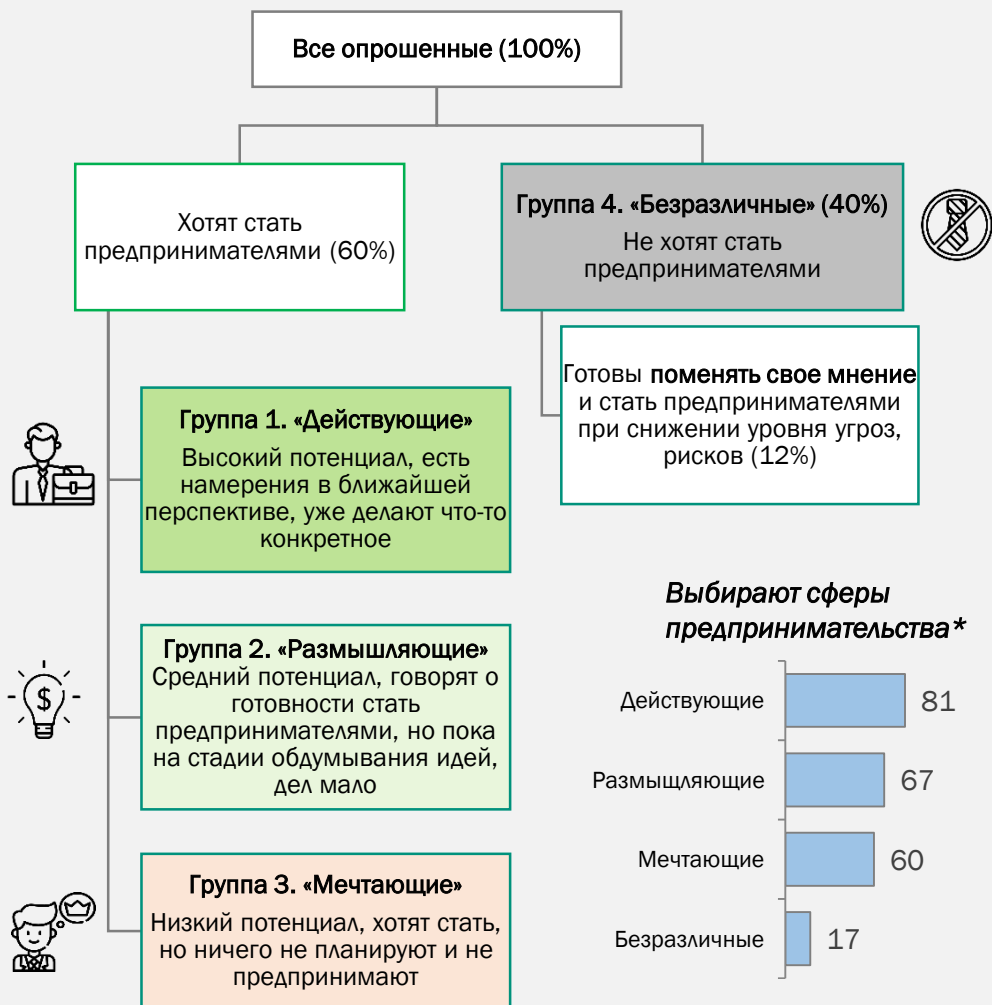 Все опрошенные (100%)
Хотят стать
предпринимателями (60%)
Группа 4. «Безразличные» (40%)
Не хотят стать
предпринимателями
Готовы поменять свое мнение
и стать предпринимателями
при снижении уровня угроз,
рисков (12%)
Группа 1. «Действующие»
Высокий потенциал, есть
намерения в ближайшей
перспективе, уже делают что-то
конкретное
Группа 2. «Размышляющие»
Средний потенциал, говорят о
готовности стать
предпринимателями, но пока
на стадии обдумывания идей,
дел мало
$
Группа 3. «Мечтающие»
Низкий потенциал, хотят стать,
но ничего не планируют и не
предпринимают
Выбирают сферы
предпринимательства*
Действующие 81
Размыщляющие 67
Мечтающие 60
Безразличные 17